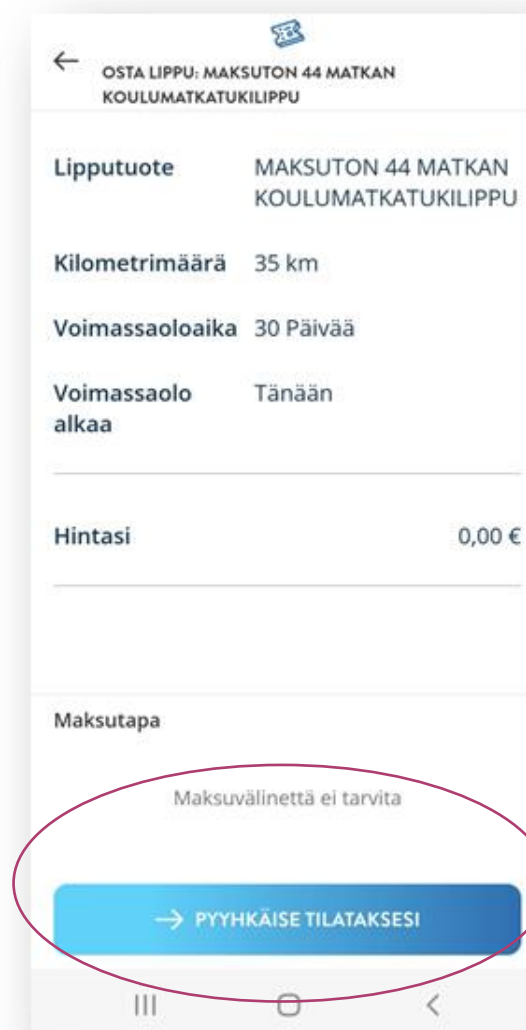 OSTA LIPPU: MAKSUTON 44 MATKAN
KOULUMATKATUKILIPPU
Lipputuote MAKSUTON 44 MATKAN
KOULUMATKATUKILIPPU
Kilometrimäärä 35 km
Voimassaoloaika 30 Päivää
Voimassaolo Tänään
alkaa
Hintasi 0,00 €
Maksutapa
Maksuvälinettä ei tarvita
→ PYYHKÄISE TILATAKSESI